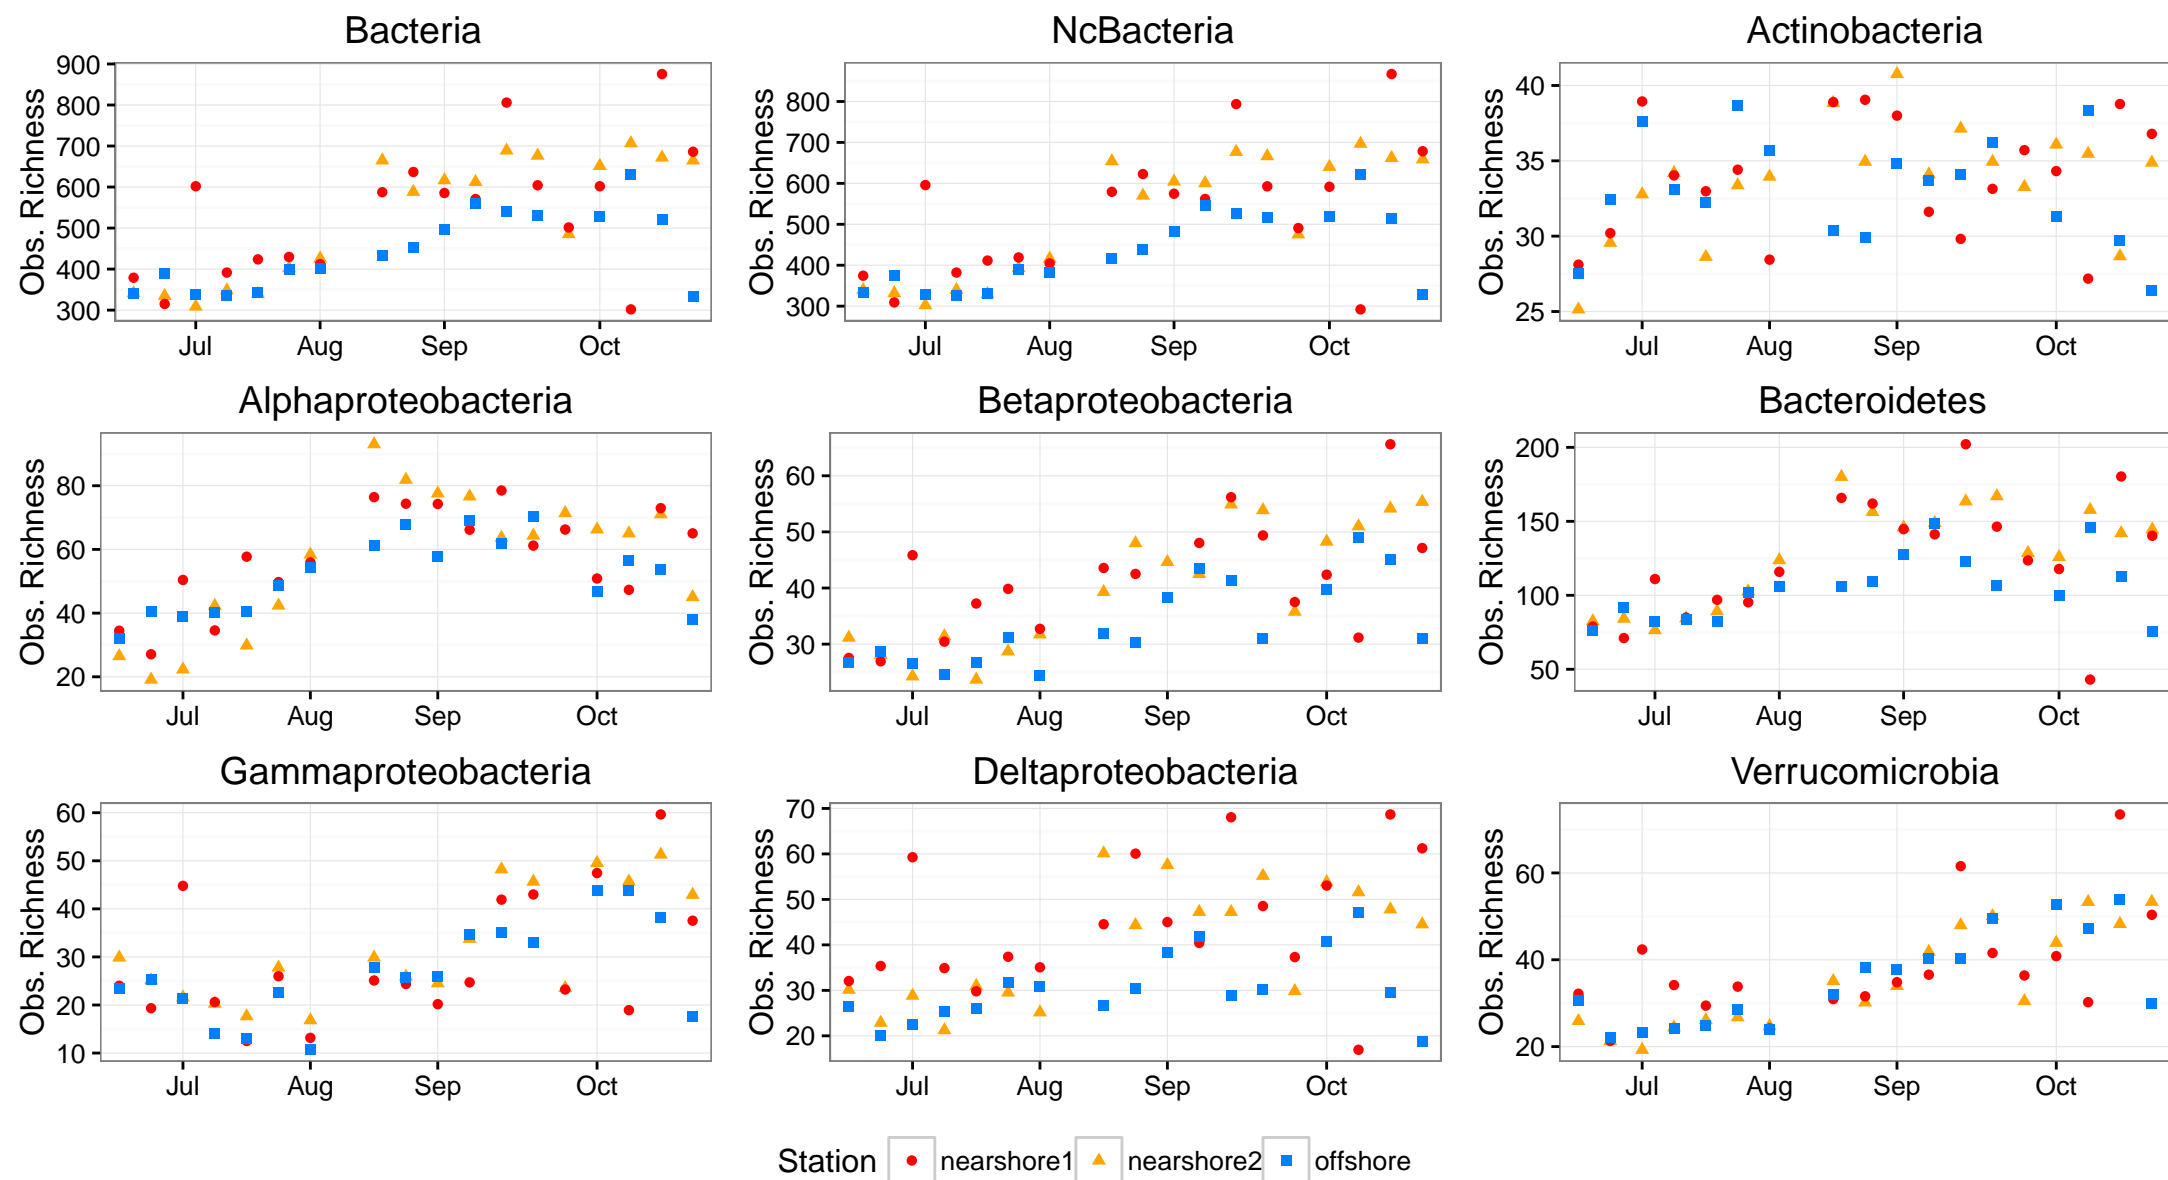 Bacteria
NcBacteria
Actinobacteria
Obs. Richness
900
800
700
600
500
400
300
Jul
Aug
Sep
Oct
Obs. Richness
800
700
600
500
400
300
Jul
Aug
Sep
Oct
Obs. Richness
40
35
30
25
Jul
Aug
Sep
Oct
Alphaproteobacteria
Betaproteobacteria
Bacteroidetes
Obs. Richness
80
60
40
20
Jul
Aug
Sep
Oct
Obs. Richness
60
50
40
30
Jul
Aug
Sep
Oct
Obs. Richness
200
150
100
50
Jul
Aug
Sep
Oct
Gammaproteobacteria
Deltaproteobacteria
Verrucomicrobia
Obs. Richness
60
50
40
30
20
10
Jul
Aug
Sep
Oct
Obs. Richness
70
60
50
40
30
20
Jul
Aug
Sep
Oct
Obs. Richness
60
40
20
Jul
Aug
Sep
Oct
Station nearshore1 nearshore2 offshore